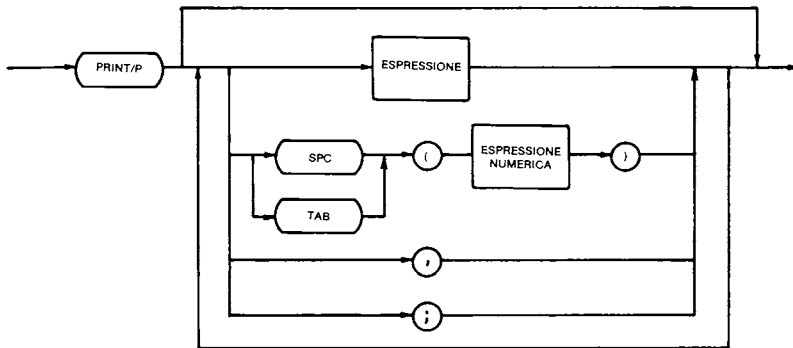 PRINT/P
ESPRESSIONE
SPC
(
ESPRESSIONE
NUMERICA
)
TAB
,
;